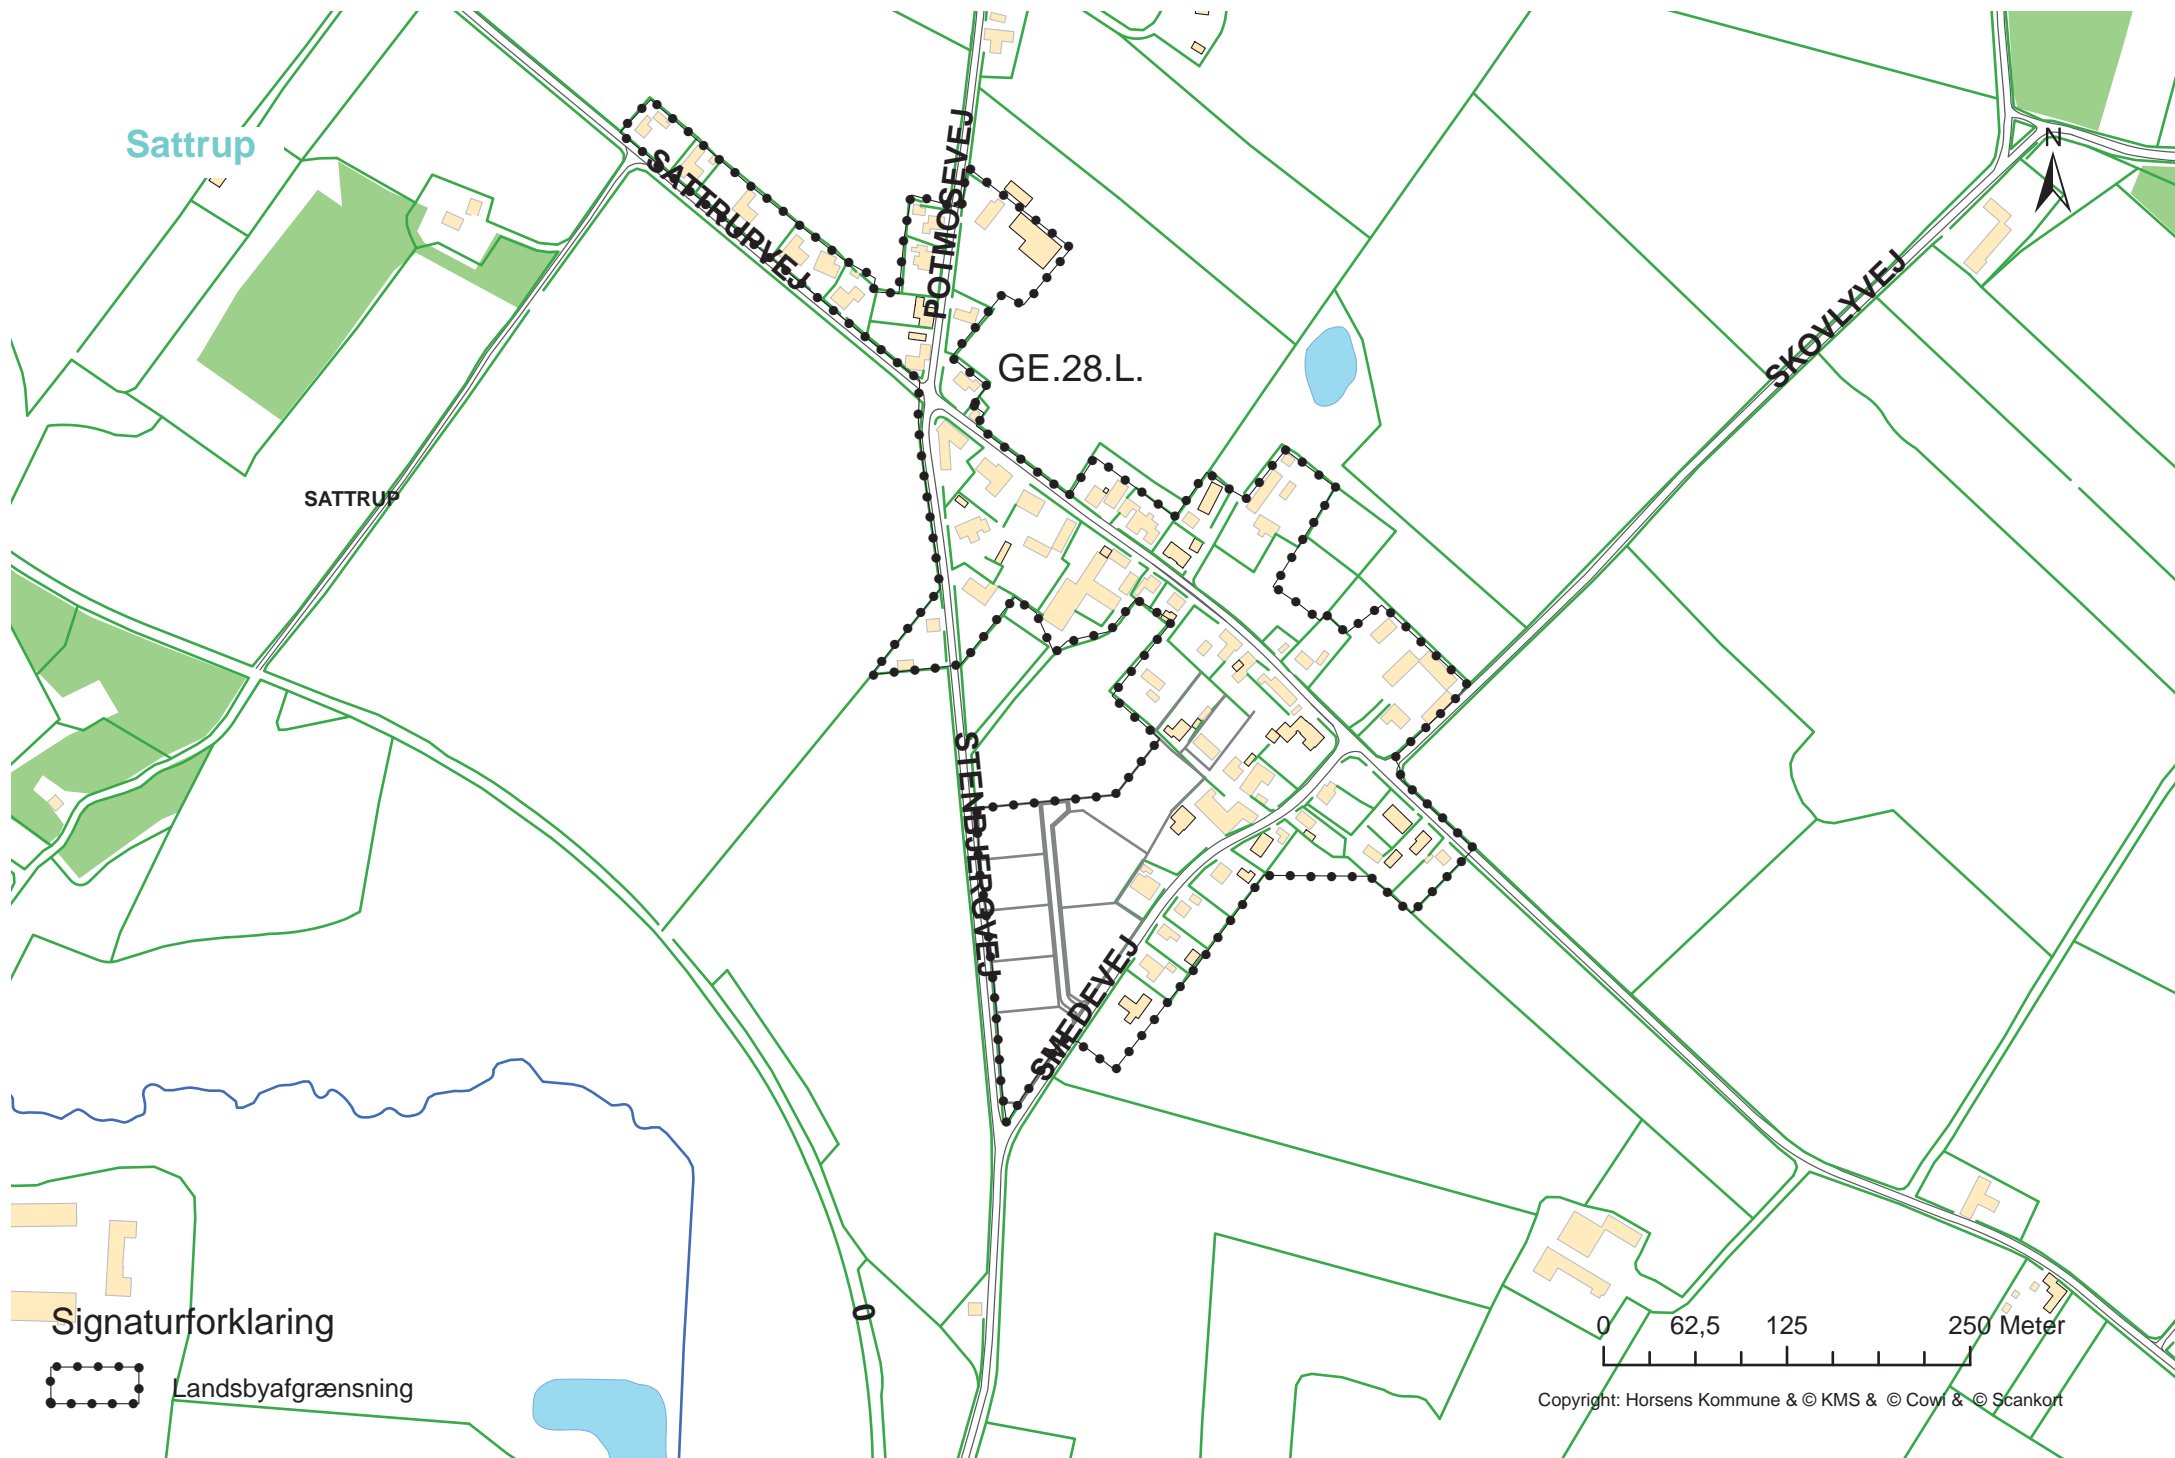 Sattrup
SATTRURVEJ
POTMOSEVEJ
N
SKOVLYVEJ
GE.28.L.
SATTRUP
STENBJERGVEJ
SMEDEVEJ
0
Signaturforklaring
Landsbyafgrænsning
0 62,5 125 250 Meter
Copyright: Horsens Kommune & © KMS & © Cowi & © Scankort